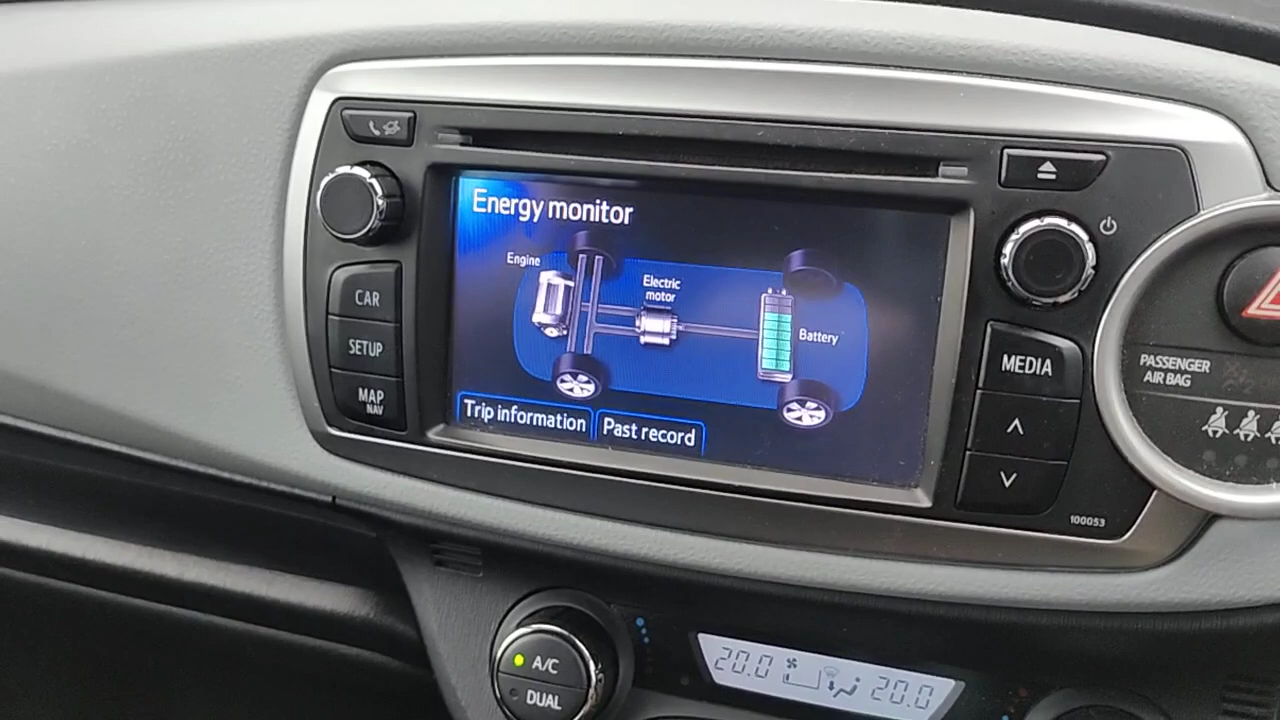 Energy monitor
Engine
Electric
motor
Battery
Trip information
Past record
CAR
SETUP
MAP
NAV
MEDIA
100053
PASSENGER
AIR BAG
A/C
DUAL
20.0
20.0